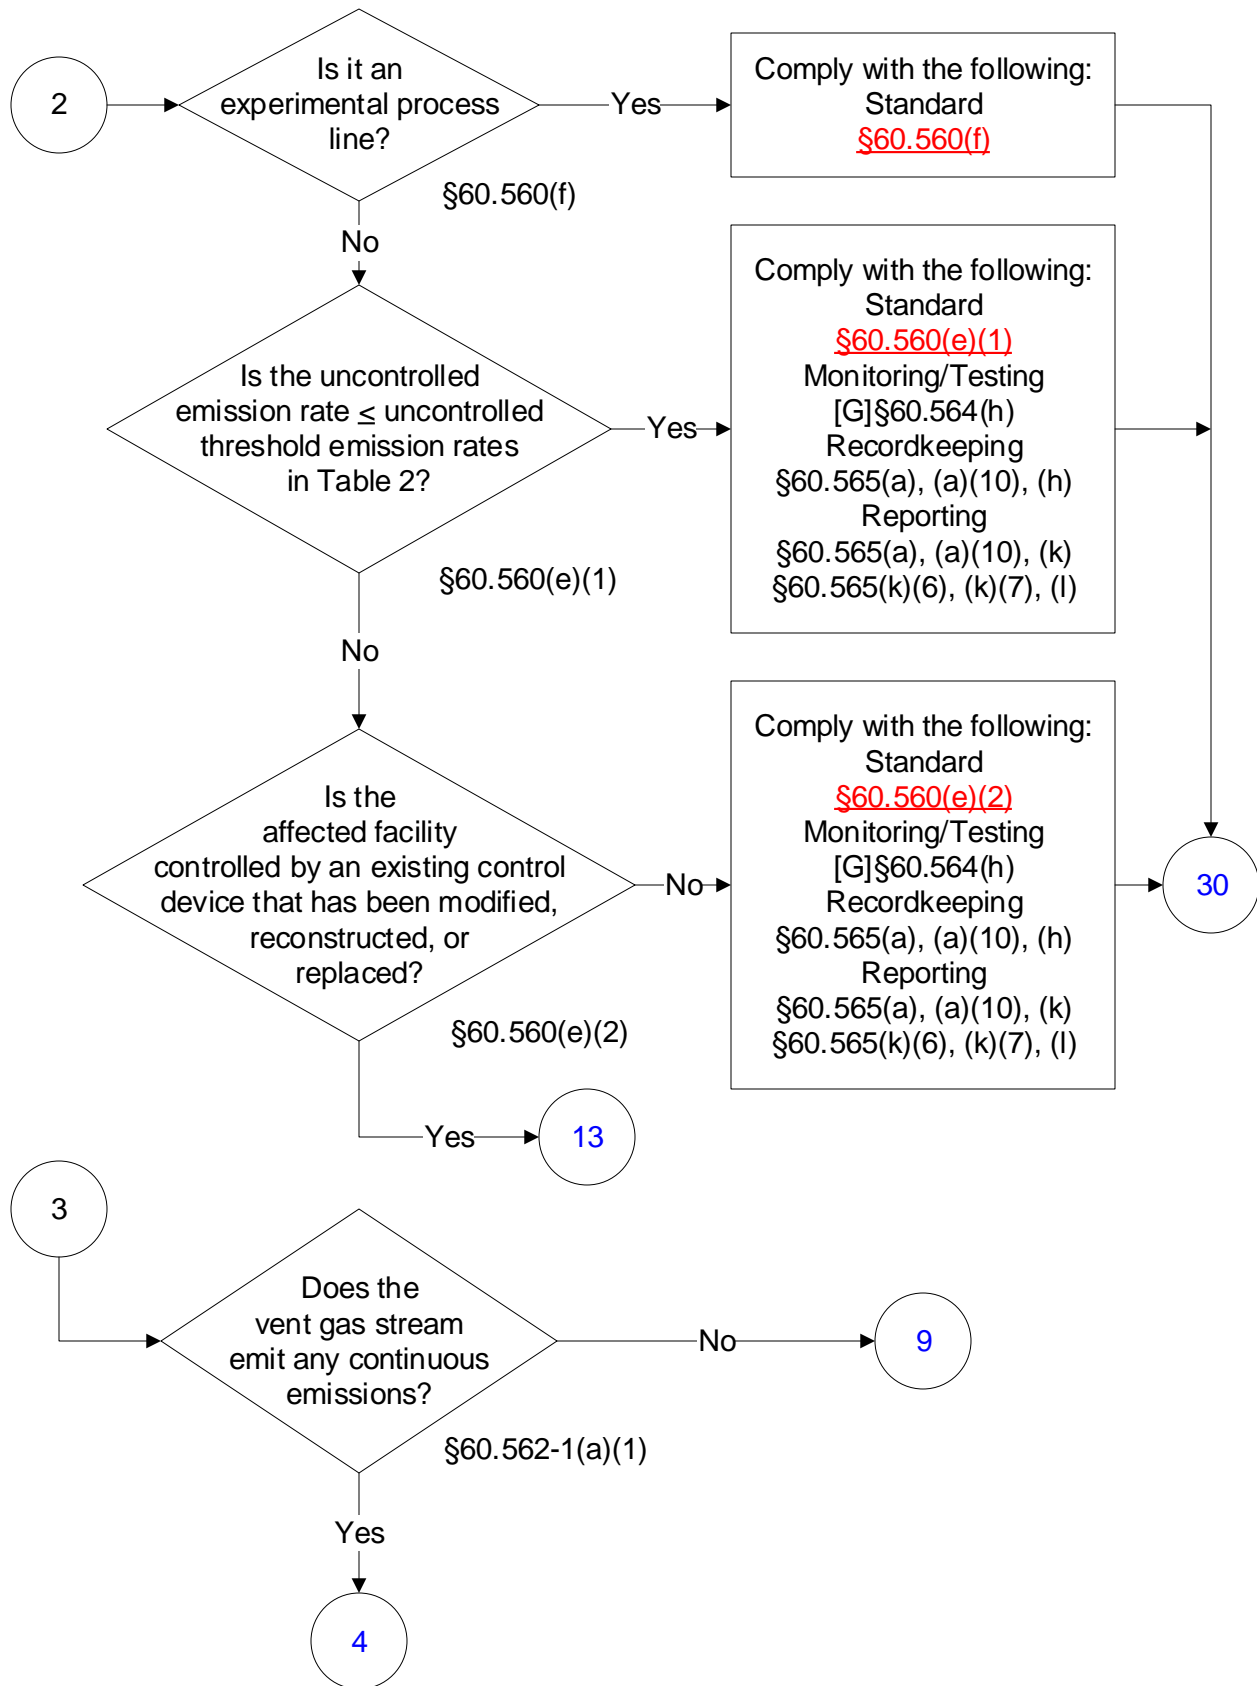 2
Is it an
experimental process
line?
§60.560(f)
Yes
Comply with the following:
Standard
§60.560(f)
No
Is the uncontrolled
emission rate ≤ uncontrolled
threshold emission rates
in Table 2?
§60.560(e)(1)
Yes
Comply with the following:
Standard
§60.560(e)(1)
Monitoring/Testing
[G]§60.564(h)
Recordkeeping
§60.565(a), (a)(10), (h)
Reporting
§60.565(a), (a)(10), (k)
§60.565(k)(6), (k)(7), (l)
No
Is the
affected facility
controlled by an existing control
device that has been modified,
reconstructed, or
replaced?
§60.560(e)(2)
No
Comply with the following:
Standard
§60.560(e)(2)
Monitoring/Testing
[G]§60.564(h)
Recordkeeping
§60.565(a), (a)(10), (h)
Reporting
§60.565(a), (a)(10), (k)
§60.565(k)(6), (k)(7), (l)
30
Yes
13
3
Does the
vent gas stream
emit any continuous
emissions?
§60.562-1(a)(1)
No
9
Yes
4